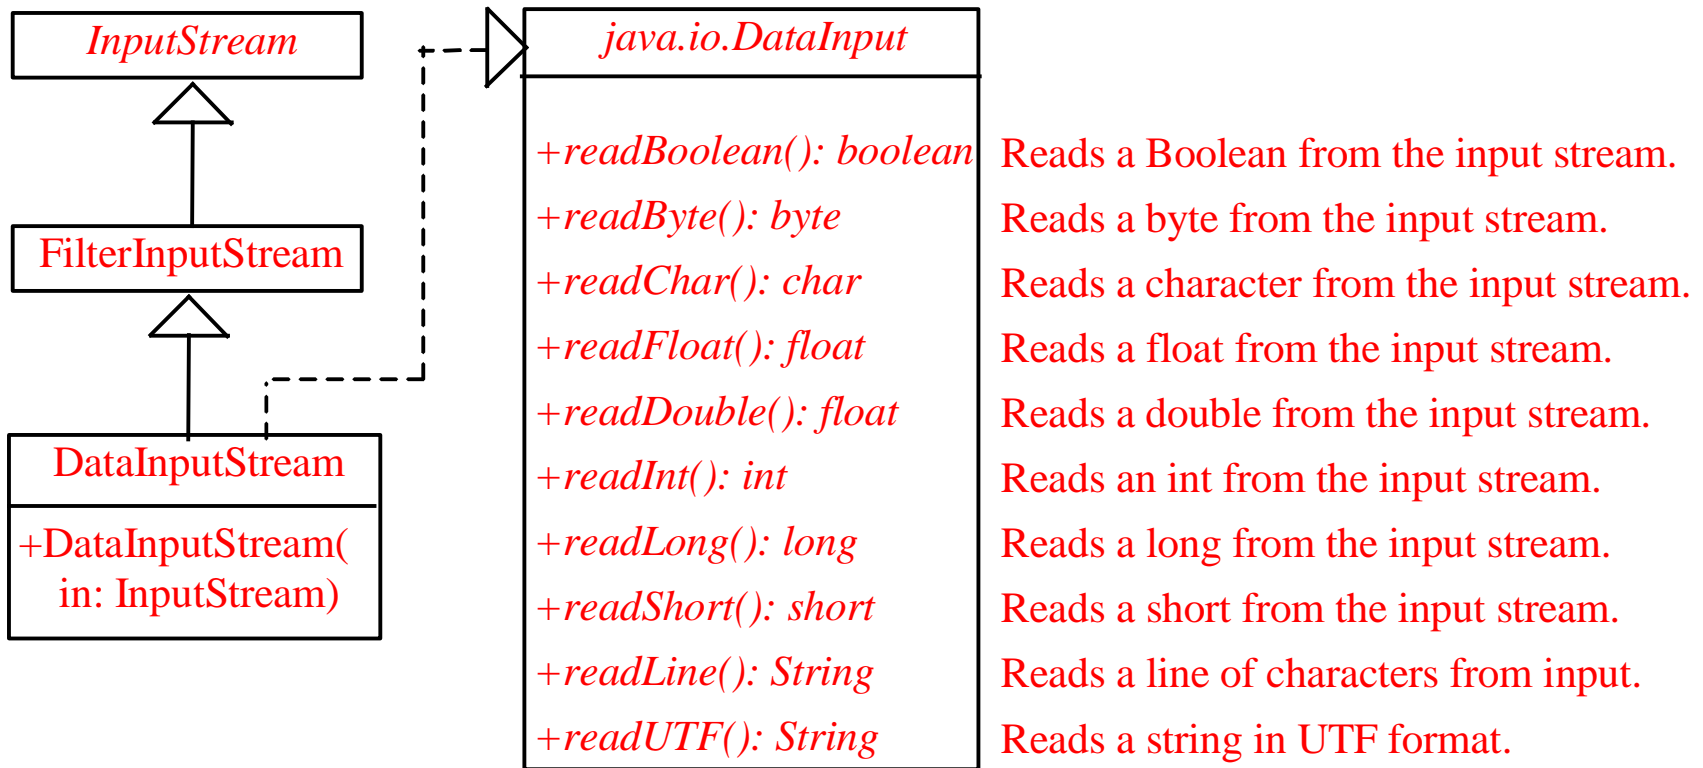 InputStream
FilterInputStream
DataInputStream
+DataInputStream(
in: InputStream)
java.io.DataInput
+readBoolean(): boolean Reads a Boolean from the input stream.
+readByte(): byte Reads a byte from the input stream.
+readChar(): char Reads a character from the input stream.
+readFloat(): float Reads a float from the input stream.
+readDouble(): float Reads a double from the input stream.
+readInt(): int Reads an int from the input stream.
+readLong(): long Reads a long from the input stream.
+readShort(): short Reads a short from the input stream.
+readLine(): String Reads a line of characters from input.
+readUTF(): String Reads a string in UTF format.